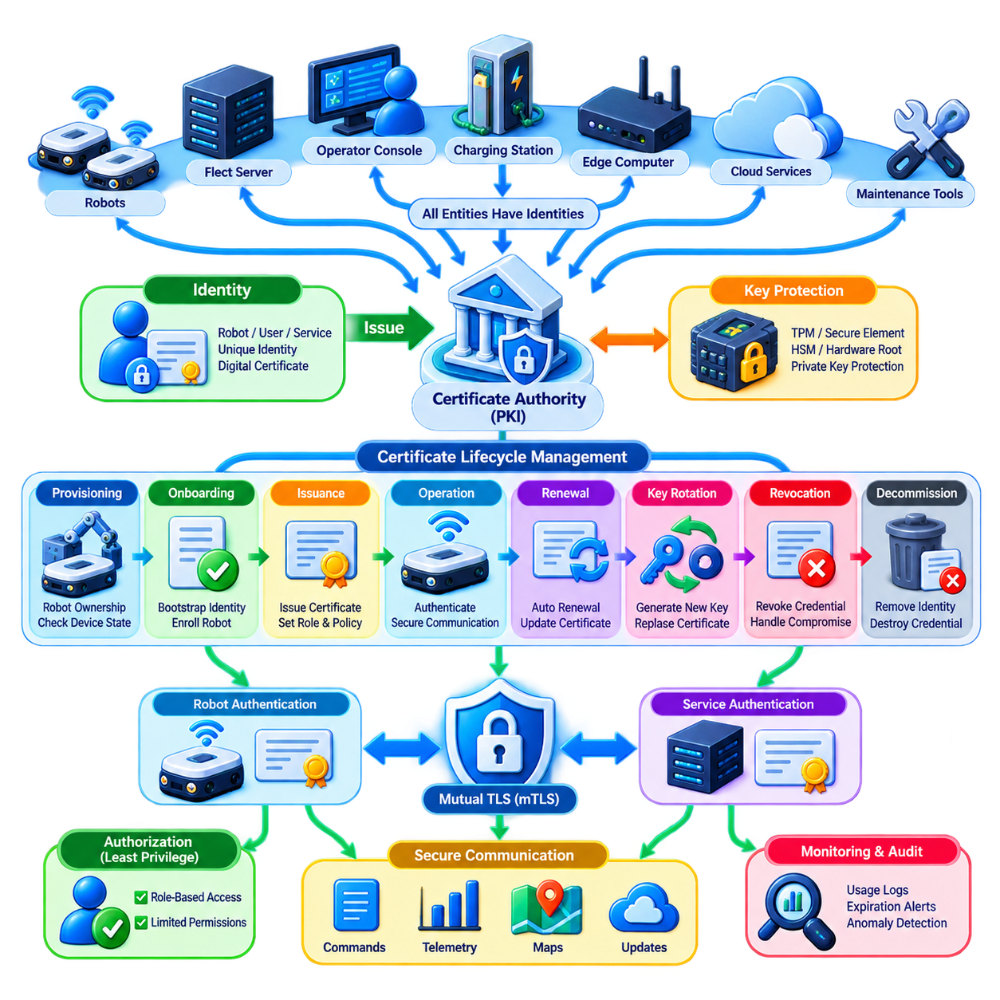 Robots
Flect Server
Operator Console
Charging Station
Edge Computer
Cloud Services
Maintenance Tools
All Entities Have Identities
Identity
Robot / User / Service
Unique Identity
Digital Certificate
Issue
Certificate Authority
(PKI)
Key Protection
TPM / Secure Element
HSM / Hardware Root
Private Key Protection
Certificate Lifecycle Management
Provisioning
Robot Ownership
Check Device State
Onboarding
Bootstrap Identity
Enroll Robot
Issuance
Issue Certificate
Set Role & Policy
Operation
Authenticate
Secure Communication
Renewal
Auto Renewal
Update Certificate
Key Rotation
Generate New Key
Replase Certificate
Revocation
Revoke Credential
Handle Compromise
Decommission
Remove Identity
Destroy Credential
Robot Authentication
Mutual TLS (mTLS)
Service Authentication
Authorization
(Least Privilege)
Role-Based Access
Limited Permissions
Secure Communication
Commands
Telemetry
Maps
Updates
Monitoring & Audit
Usage Logs
Expiration Alerts
Anomaly Detection